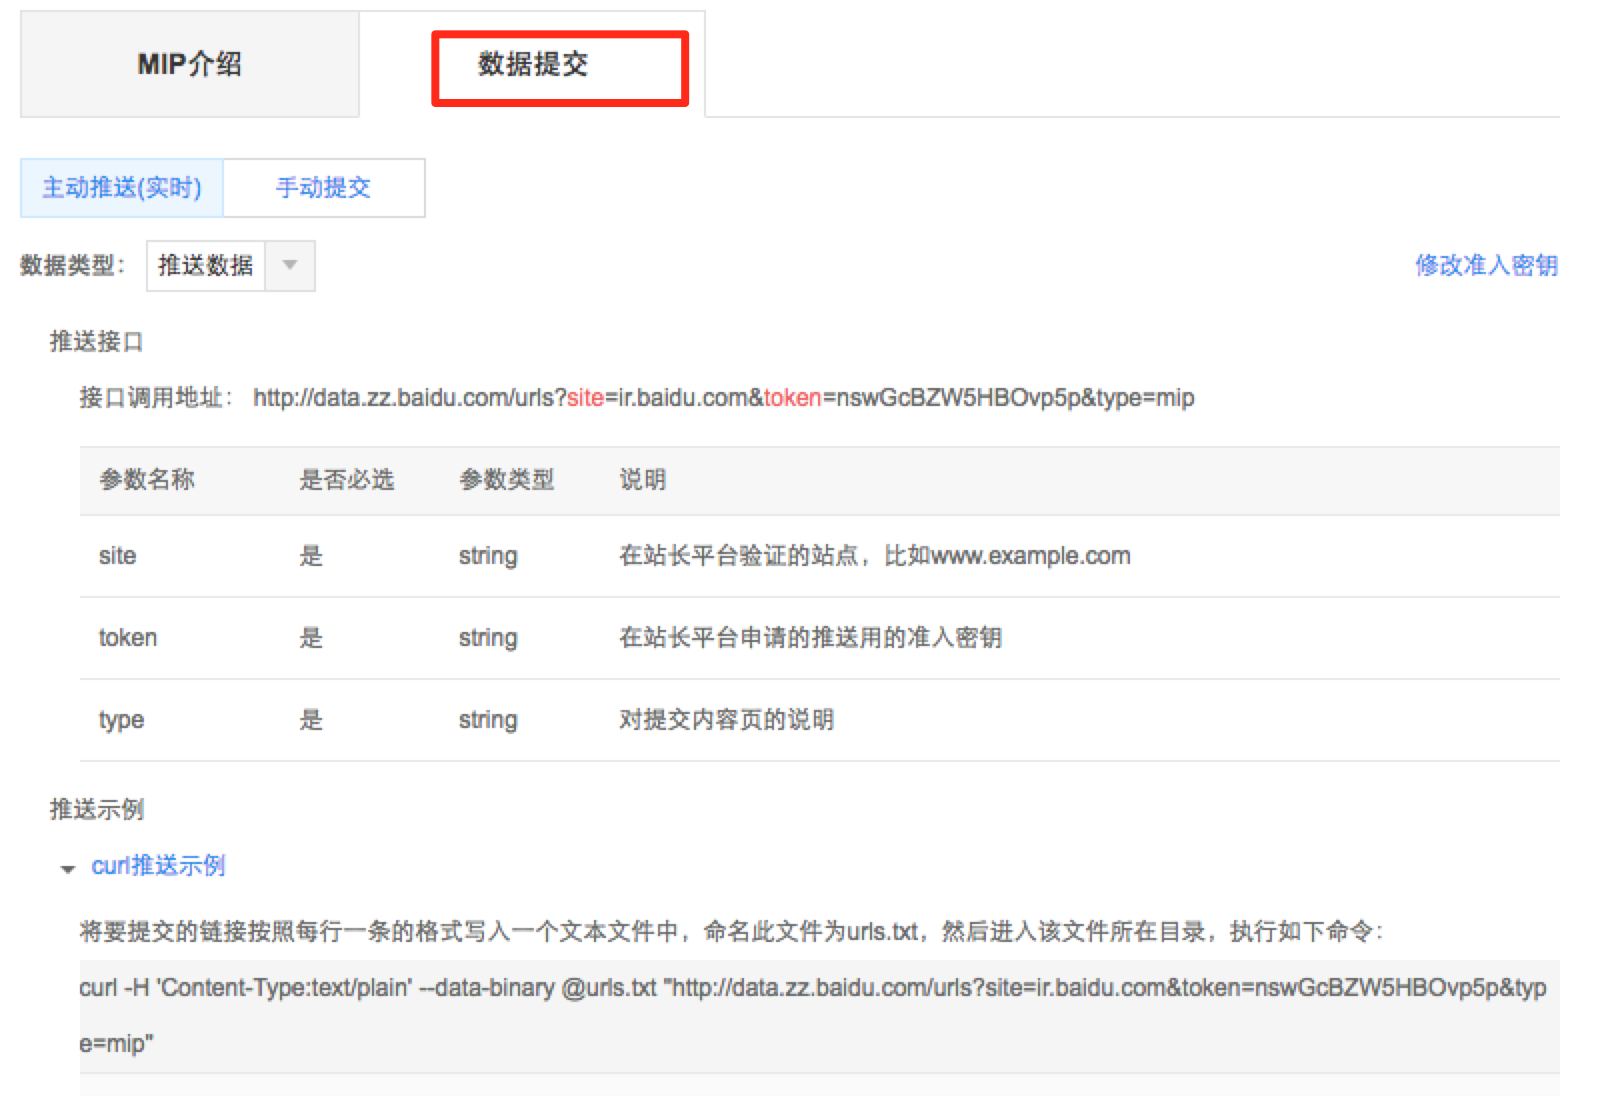 MIP介绍 数据提交
主动推送(实时) 手动提交
数据类型： 推送数据 修改准入密钥
推送接口
接口调用地址： http://data.zz.baidu.com/urls?site=ir.baidu.com&token=nswGcBZW5HBOvp5p&type=mip
参数名称 是否必选 参数类型 说明
site 是 string 在站长平台验证的站点，比如www.example.com
token 是 string 在站长平台申请的推送用的准入密钥
type 是 string 对提交内容页的说明
推送示例
curl推送示例
将要提交的链接按照每行一条的格式写入一个文本文件中，命名此文件为urls.txt，然后进入该文件所在目录，执行如下命令：
curl -H 'Content-Type:text/plain' --data-binary @urls.txt "http://data.zz.baidu.com/urls?site=ir.baidu.com&token=nswGcBZW5HBOvp5p&typ
e=mip"